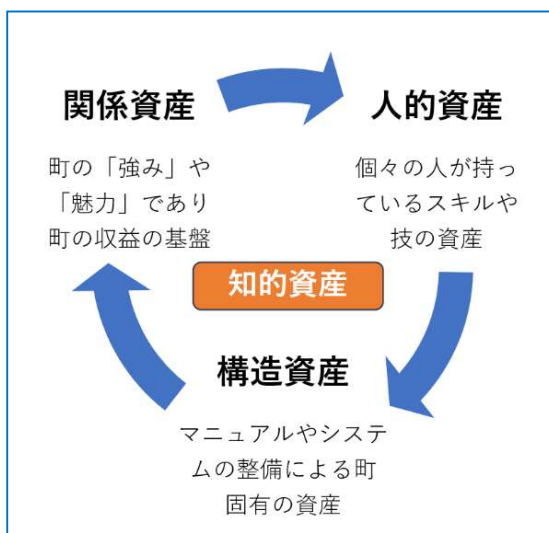 関係資産
町の「強み」や
「魅力」であり
町の収益の基盤
人的資産
個々の人が持っ
ているスキルや
技の資産
知的資産
構造資産
マニュアルやシステ
ムの整備による町
固有の資産